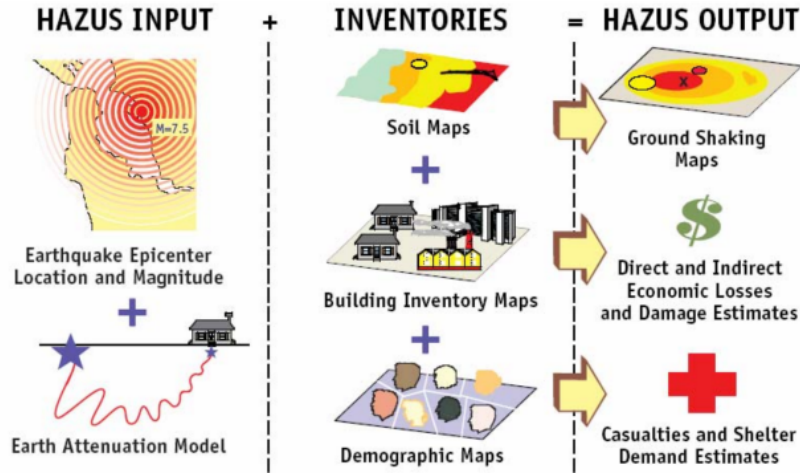 HAZUS INPUT + INVENTORIES = HAZUS OUTPUT
M=7.5
Earthquake Epicenter
Location and Magnitude
+
Earth Attenuation Model
Soil Maps
+
Building Inventory Maps
+
Demographic Maps
X
Ground Shaking
Maps
$
Direct and Indirect
Economic Losses
and Damage Estimates
Casualties and Shelter
Demand Estimates